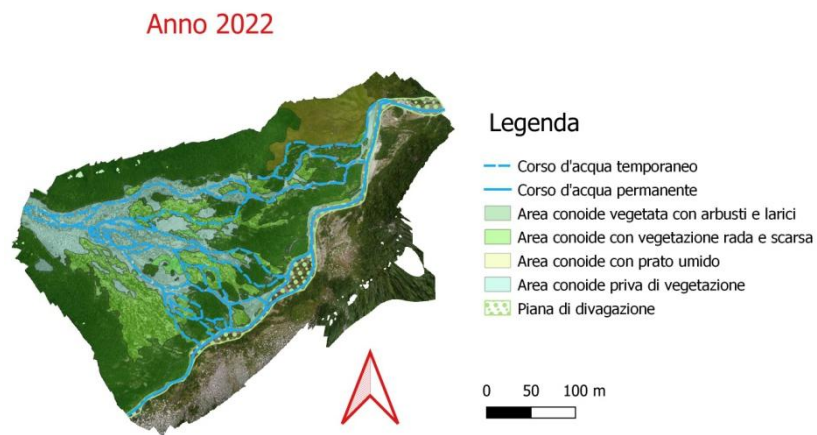 Anno 2022
Legenda
Corso d'acqua temporaneo
Corso d'acqua permanente
Area conoide vegetata con arbusti e larici
Area conoide con vegetazione rada e scarsa
Area conoide con prato umido
Area conoide priva di vegetazione
Piana di divagazione
0 50 100 m